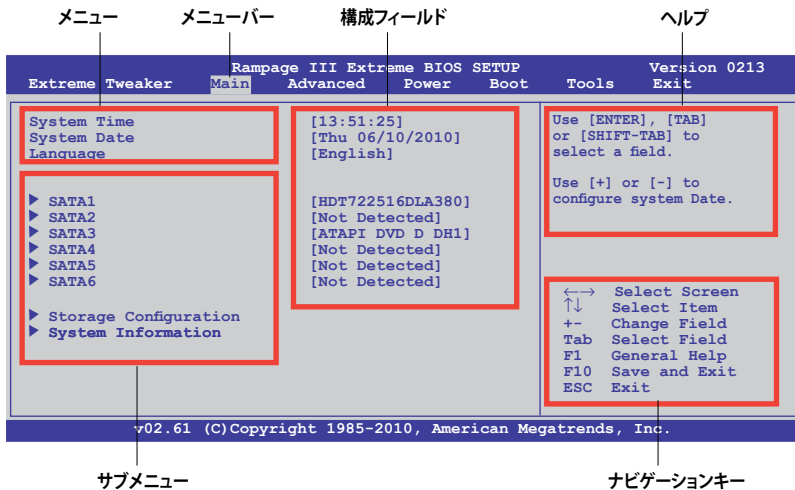 メニュー メニューバー 構成フィールド ヘルプ
Rampage III Extreme BIOS SETUP Version 0213
Extreme Tweaker Main Advanced Power Boot Tools Exit
System Time [13:51:25]
System Date [Thu 06/10/2010]
Language [English]
Use [ENTER], [TAB]
or [SHIFT-TAB] to
select a field.
Use [+] or [-] to
configure system Date.
▶ SATA1 [HDT722516DLA380]
▶ SATA2 [Not Detected]
▶ SATA3 [ATAPI DVD D DH1]
▶ SATA4 [Not Detected]
▶ SATA5 [Not Detected]
▶ SATA6 [Not Detected]
▶ Storage Configuration
▶ System Information
←→ Select Screen
↑↓ Select Item
+- Change Field
Tab Select Field
F1 General Help
F10 Save and Exit
ESC Exit
v02.61 (C)Copyright 1985-2010, American Megatrends, Inc.
サブメニュー ナビゲーションキー